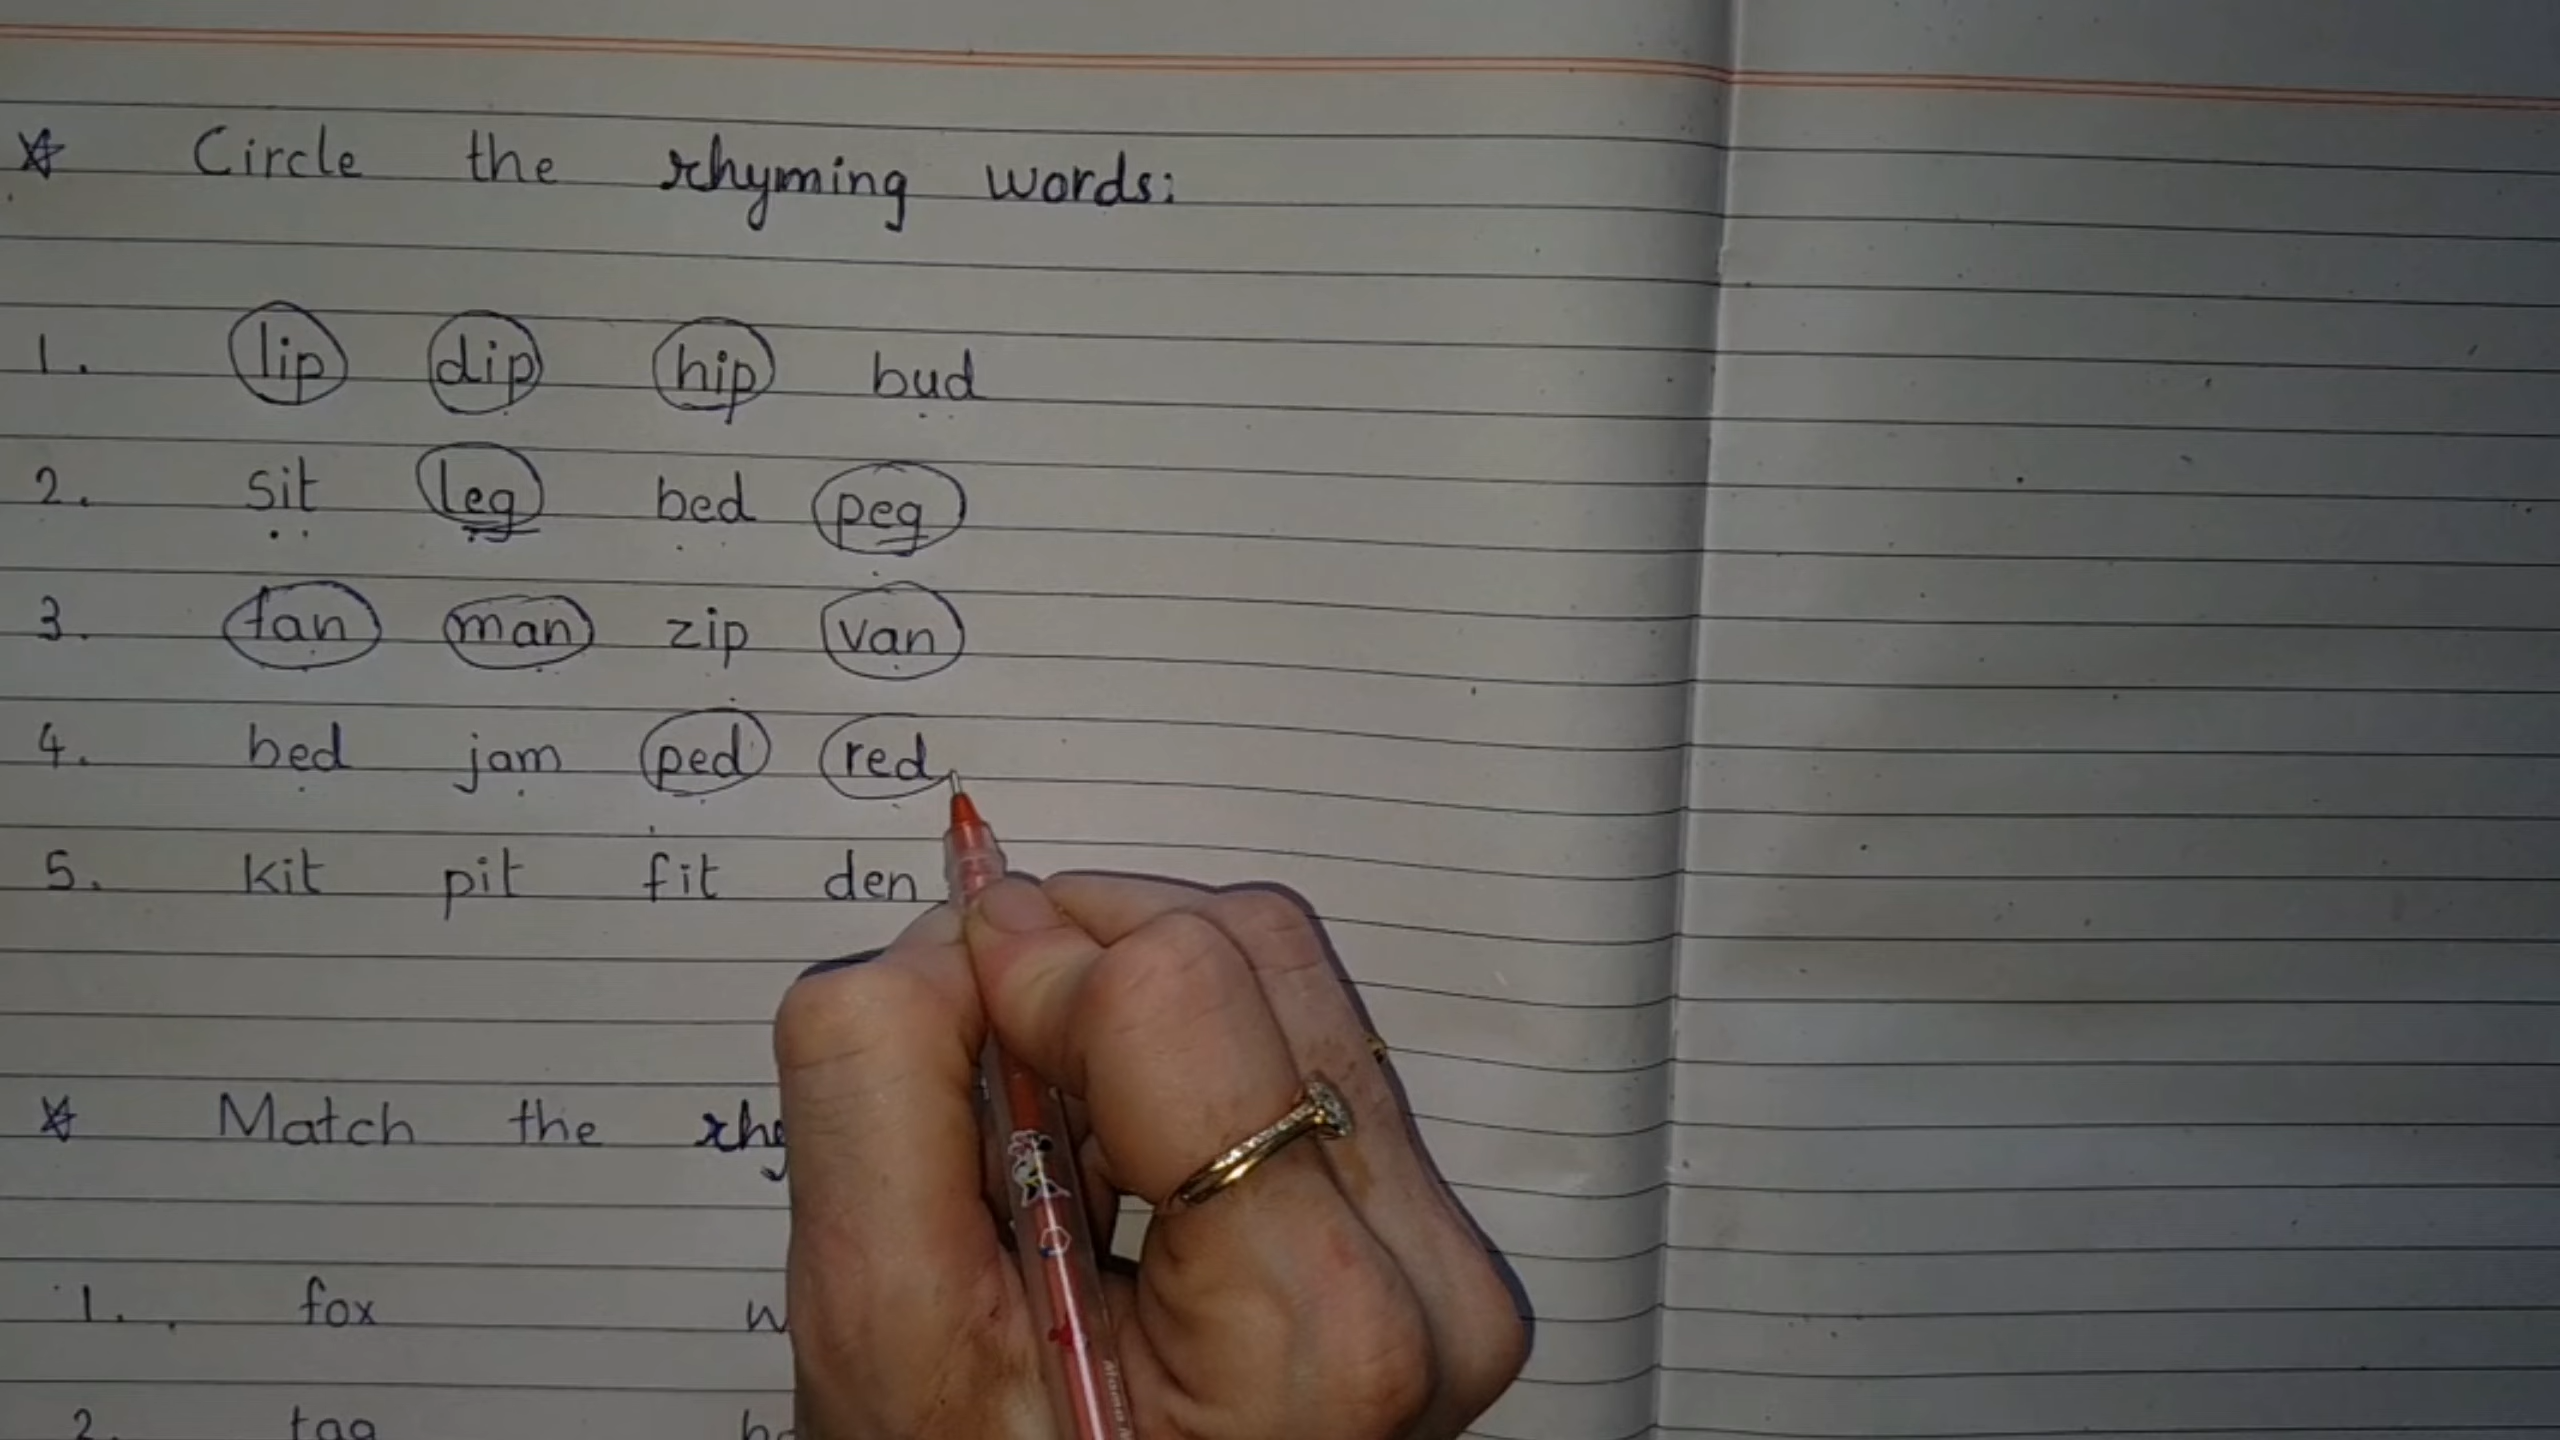 * Circle the rhyming words:
1. lip dip hip bud
2. sit leg bed peg
3. fan man zip van
4. bed jam ped red
5. kit pit fit den
* Match the
1. fox
2. tag